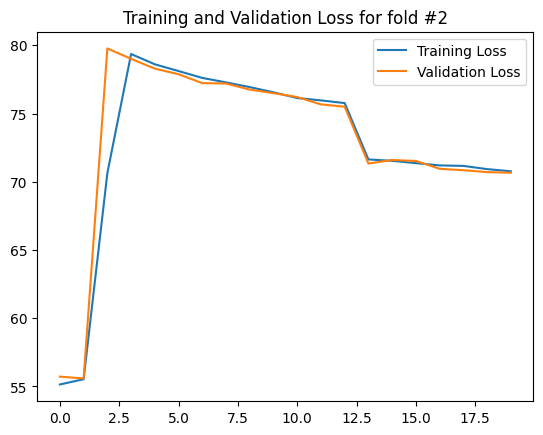 Training and Validation Loss for fold #2
Training Loss
Validation Loss
80
75
70
65
60
55
0.0 2.5 5.0 7.5 10.0 12.5 15.0 17.5